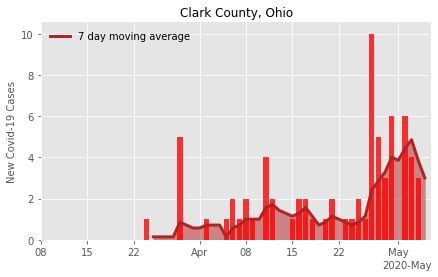 Clark County, Ohio
7 day moving average
New Covid-19 Cases
10
8
6
4
2
0
08 15 22 Apr 08 15 22 May
2020-May